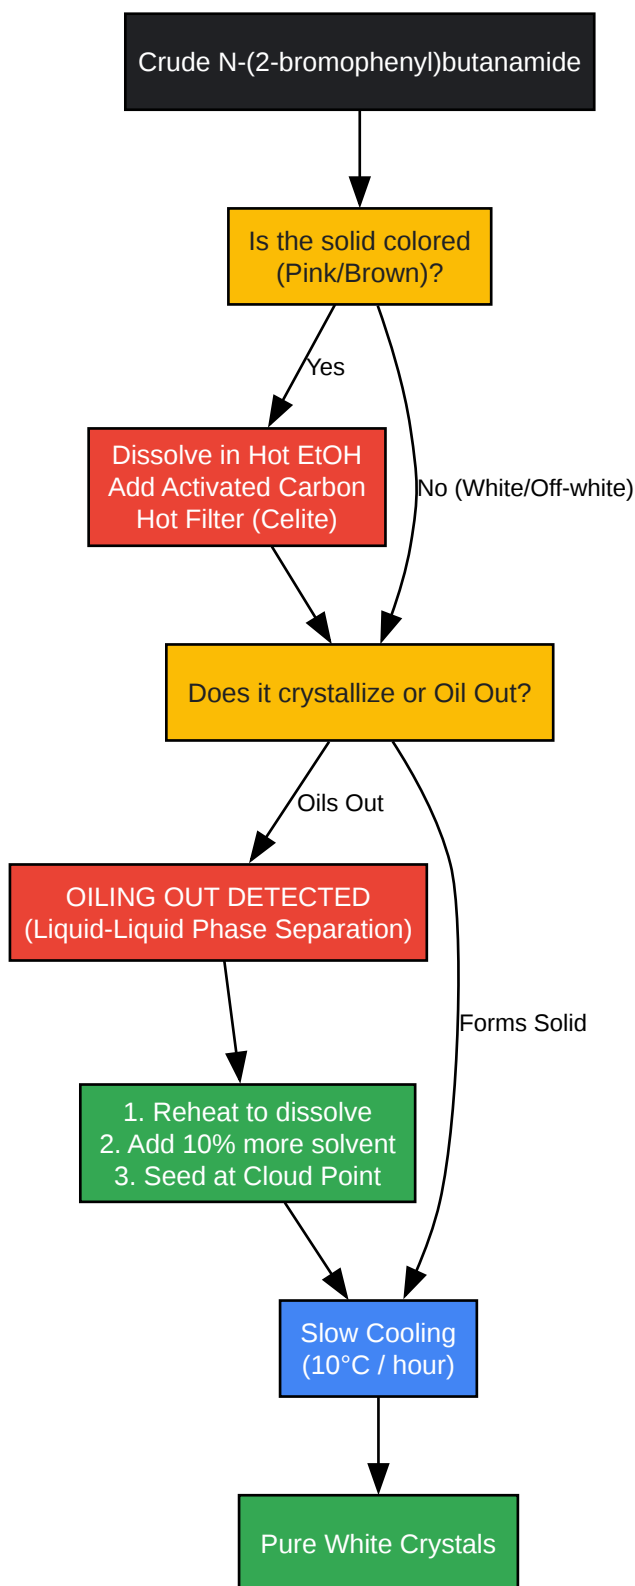 Crude N-(2-bromophenyl)butanamide
Is the solid colored
(Pink/Brown)?
Yes
Dissolve in Hot EtOH
Add Activated Carbon
Hot Filter (Celite)
No (White/Off-white)
Does it crystallize or Oil Out?
Oils Out
OILING OUT DETECTED
(Liquid-Liquid Phase Separation)
Forms Solid
1. Reheat to dissolve
2. Add 10% more solvent
3. Seed at Cloud Point
Slow Cooling
(10°C / hour)
Pure White Crystals